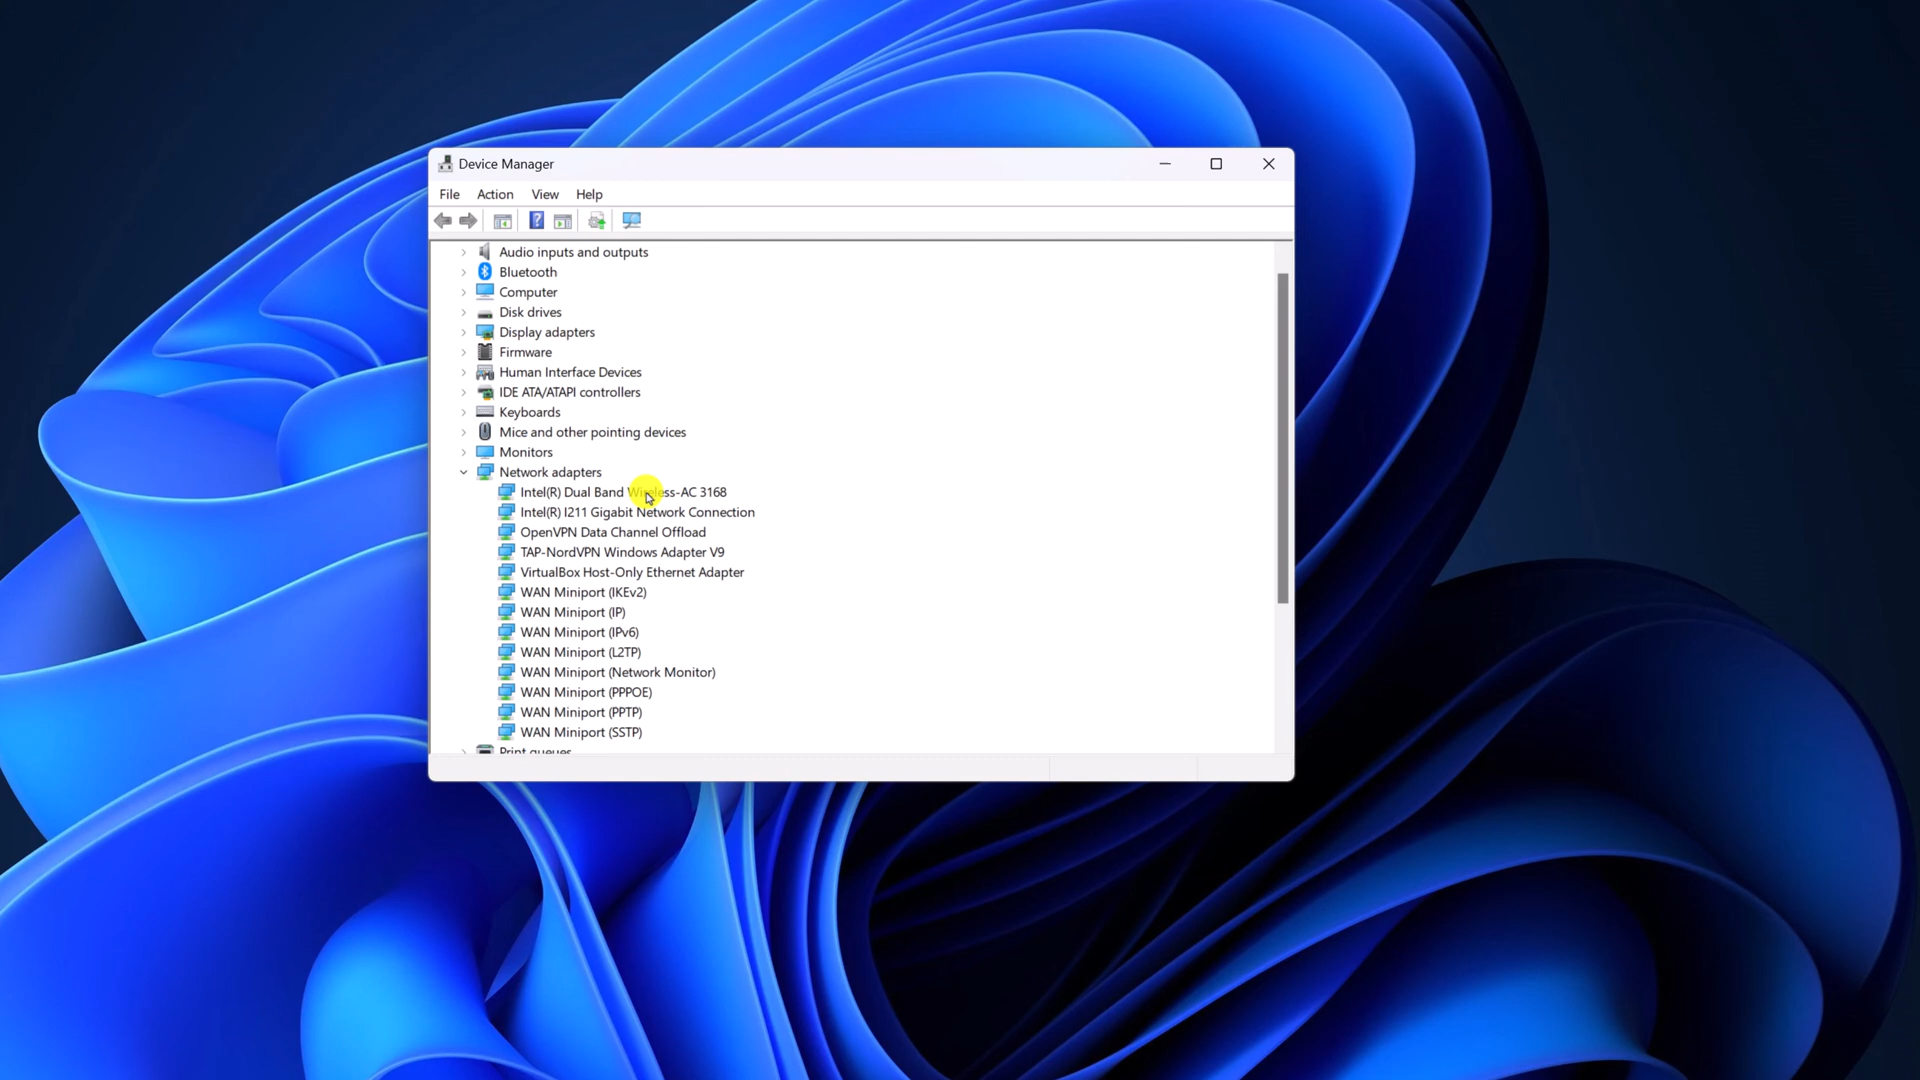 Device Manager
File Action View Help
Audio inputs and outputs
Bluetooth
Computer
Disk drives
Display adapters
Firmware
Human Interface Devices
IDE ATA/ATAPI controllers
Keyboards
Mice and other pointing devices
Monitors
Network adapters
Intel(R) Dual Band Wireless-AC 3168
Intel(R) I211 Gigabit Network Connection
OpenVPN Data Channel Offload
TAP-NordVPN Windows Adapter V9
VirtualBox Host-Only Ethernet Adapter
WAN Miniport (IKEv2)
WAN Miniport (IP)
WAN Miniport (IPv6)
WAN Miniport (L2TP)
WAN Miniport (Network Monitor)
WAN Miniport (PPPOE)
WAN Miniport (PPTP)
WAN Miniport (SSTP)
Print queues